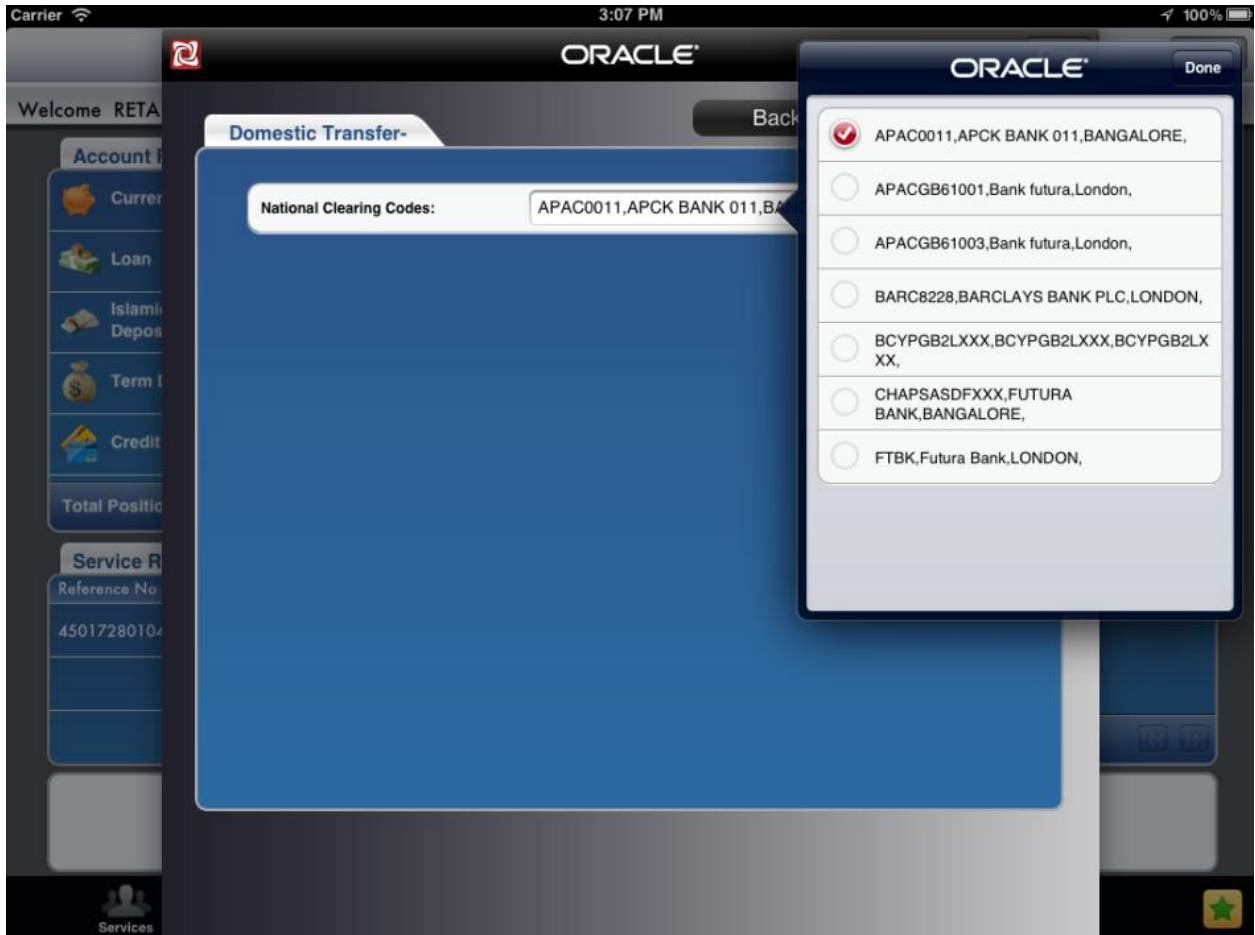 Carrier 3:07 PM 100%
ORACLE
ORACLE Done
Welcome RETA
Back
Domestic Transfer-
Account
National Clearing Codes: APAC0011,APCK BANK 011,BA
APAC0011,APCK BANK 011,BANGALORE,
APACGB61001,Bank futura,London,
APACGB61003,Bank futura,London,
BARC8228,BARCLAYS BANK PLC,LONDON,
BCYPGB2LXXX,BCYPGB2LXXX,BCYPGB2LX
XX,
CHAPSASDFXXX,FUTURA
BANK,BANGALORE,
FTBK,Futura Bank,LONDON,
Curren
Loan
Islami
Depos
Term
Credit
Total Positio
Service R
Reference No
4501728010
Services